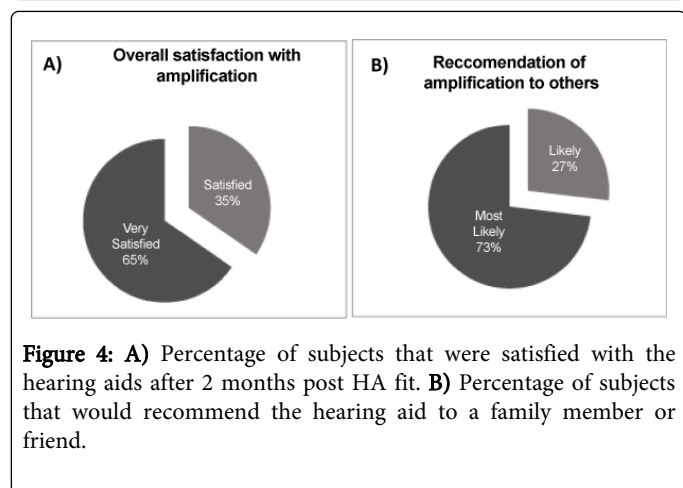 A)
Overall satisfaction with
amplification
Satisfied
35%
Very
Satisfied
65%
B)
Reccomendation of
amplification to others
Likely
27%
Most
Likely
73%
Figure 4: A) Percentage of subjects that were satisfied with the
hearing aids after 2 months post HA fit. B) Percentage of subjects
that would recommend the hearing aid to a family member or
friend.